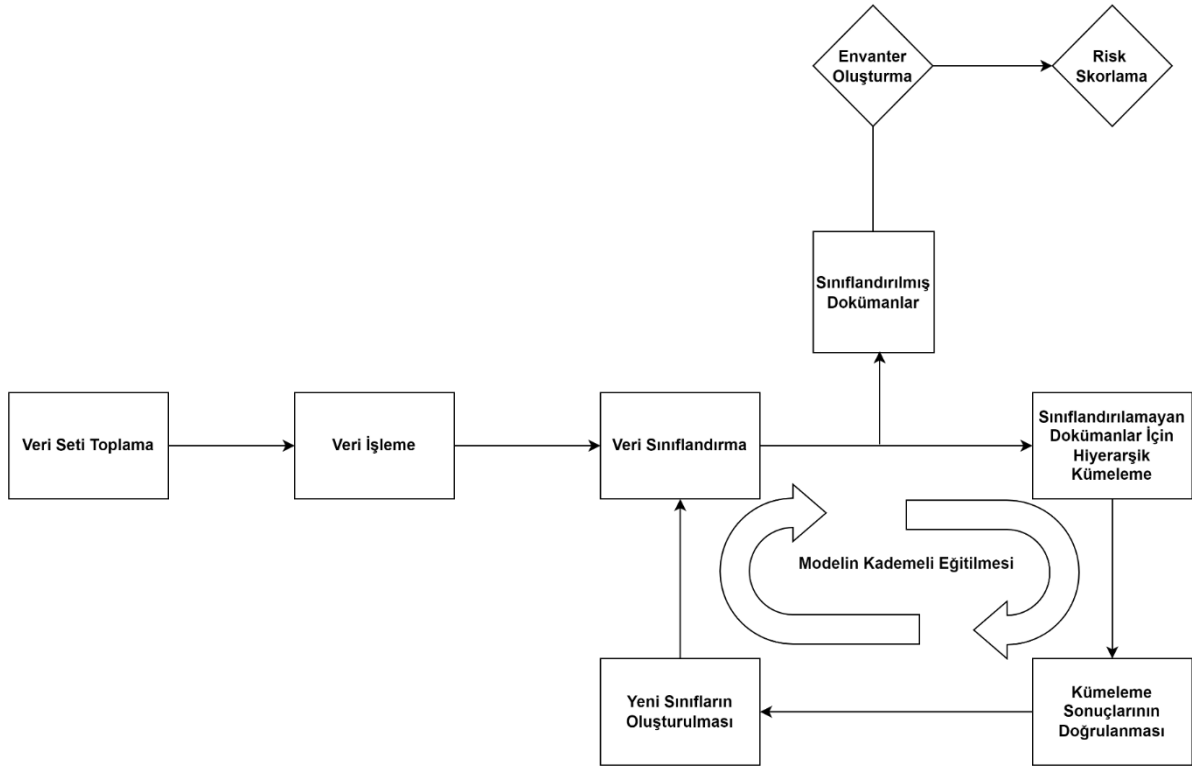 Envanter
Oluşturma
Risk
Skorlama
Sınıflandırılmış
Dokümanlar
Veri Seti Toplama
Veri İşleme
Veri Sınıflandırma
Sınıflandırılamayan
Dokümanlar İçin
Hiyerarşik
Kümeleme
Modelin Kademeli Eğitilmesi
Yeni Sınıfların
Oluşturulması
Kümeleme
Sonuçlarının
Doğrulanması